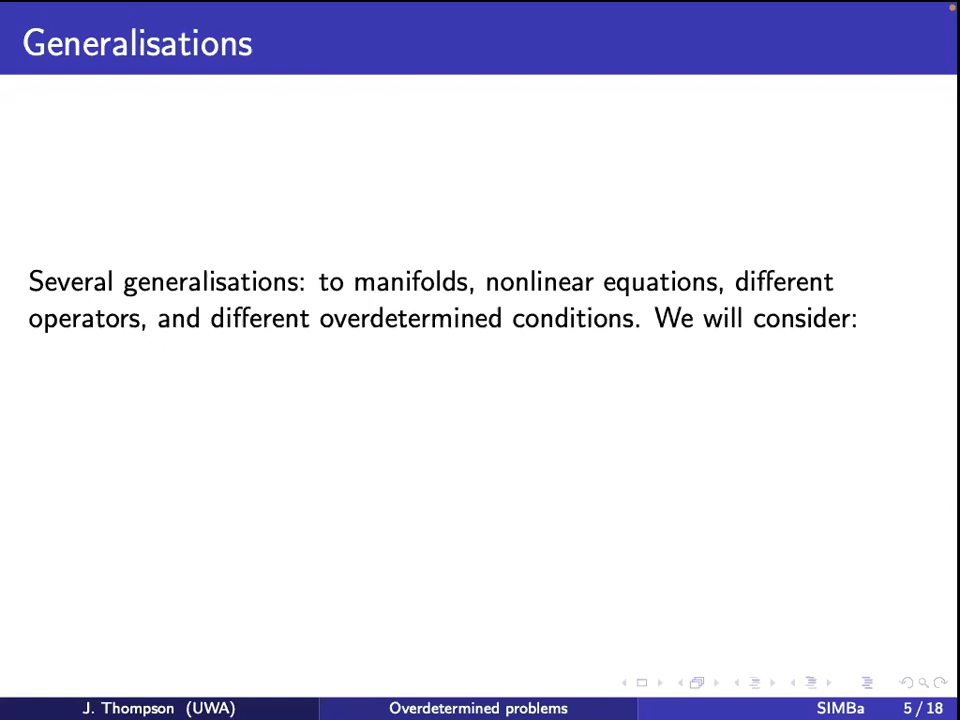 Generalisations
Several generalisations: to manifolds, nonlinear equations, different
operators, and different overdetermined conditions. We will consider:
J. Thompson (UWA) Overdetermined problems SIMBa 5 / 18